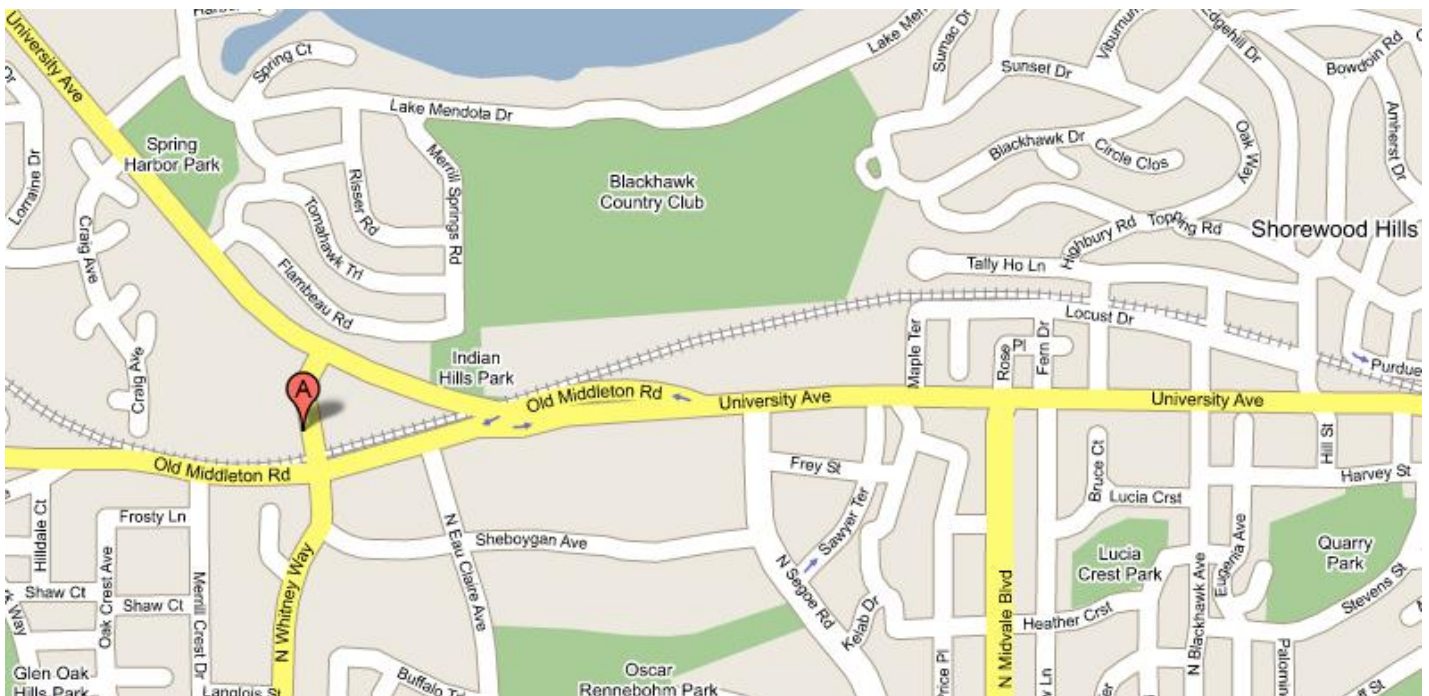 University Ave
Spring Ct
Lake Mendota Dr
Sumac Dr
Sunset Dr
Edgehill Dr
Bowdoin Rd
Amherst Dr
Spring
Harbor Park
Lorraine Dr
Craig Ave
Risser Rd
Merrill Springs Rd
Tomahawk Trl
Flambeau Rd
Blackhawk
Country Club
Blackhawk Dr
Circle Clos
Oak Way
Highbury Rd
Topping Rd
Shorewood Hills
Tally Ho Ln
Locust Dr
Maple Ter
Rose Pl
Fern Dr
Purdue
Indian
Hills Park
Craig Ave
A
Old Middleton Rd
University Ave
University Ave
Old Middleton Rd
Hill St
Harvey St
Frey St
Bruce Ct
Lucia Crst
Hilldale Ct
Frosty Ln
Oak Crest Ave
Merrill Crest Dr
N Whitney Way
N Eau Claire Ave
Sheboygan Ave
N Segoe Rd
Sawyer Ter
Kelab Dr
N Midvale Blvd
Lucia
Crest Park
Eugenia Ave
N Blackhawk Ave
Quarry
Park
Stevens St
Shaw Ct
Shaw Ct
Heather Crst
Glen Oak
Hills Park
Langlois St
Buffalo
Oscar
Rennebohm Park